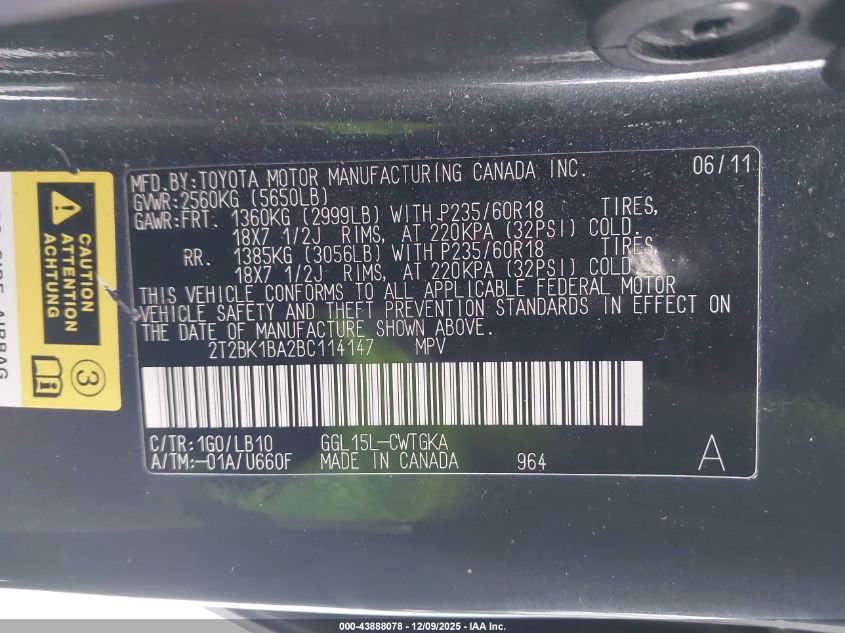 MFD.BY:TOYOTA MOTOR MANUFACTURING CANADA INC. 06/11
GVWR:2560KG (5650LB)
GAWR:FRT. 1360KG (2999LB) WITH P235/60R18 TIRES,
18X7 1/2J RIMS, AT 220KPA (32PSI) COLD.
RR. 1385KG (3056LB) WITH P235/60R18 TIRES,
18X7 1/2J RIMS, AT 220KPA (32PSI) COLD.
THIS VEHICLE CONFORMS TO ALL APPLICABLE FEDERAL MOTOR
VEHICLE SAFETY AND THEFT PREVENTION STANDARDS IN EFFECT ON
THE DATE OF MANUFACTURE SHOWN ABOVE.
2T2BK1BA2BC114147 MPV
C/TR:1G0/LB10 GGL15L-CWTGKA
A/TM:-01A/U660F MADE IN CANADA 964 A
CAUTION
ATTENTION
ACHTUNG
3
SIDE AIRBAG
000-43888078 - 12/09/2025 - IAA Inc.